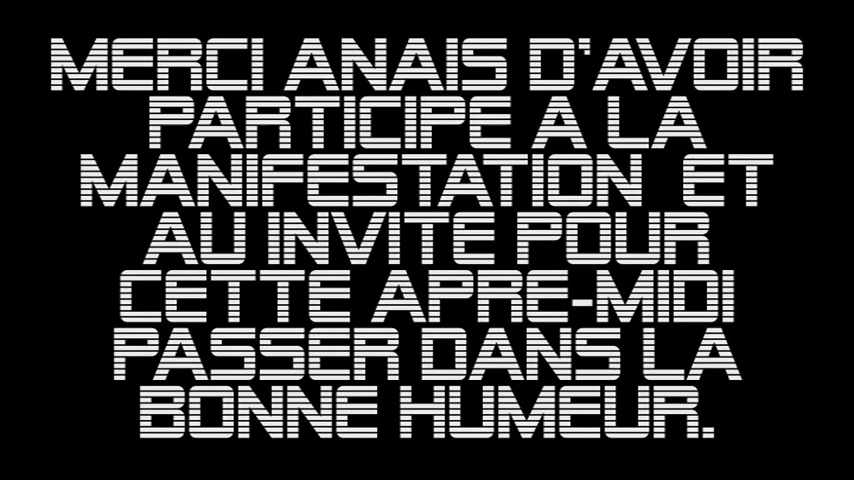 MERCI ANAIS D'AVOIR
PARTICIPE A LA
MANIFESTATION  ET
AU INVITE POUR
CETTE APRE-MIDI
PASSER DANS LA
BONNE HUMEUR.